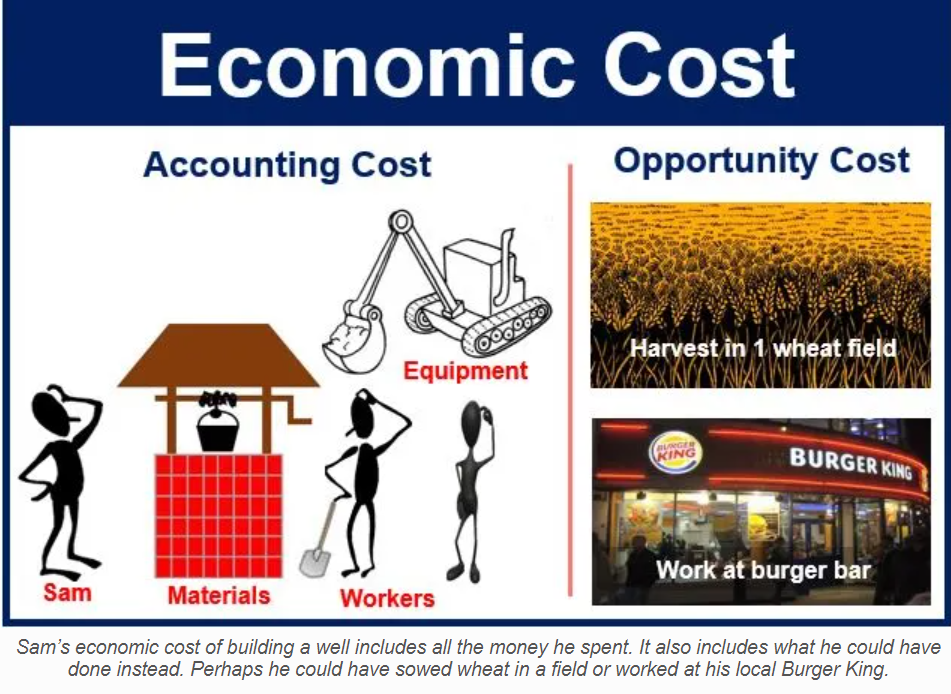 Economic Cost
Accounting Cost
Opportunity Cost
Equipment
Sam
Materials
Workers
Harvest in 1 wheat field
BURGER
KING
BURGER KING
Work at burger bar
Sam’s economic cost of building a well includes all the money he spent. It also includes what he could have
done instead. Perhaps he could have sowed wheat in a field or worked at his local Burger King.